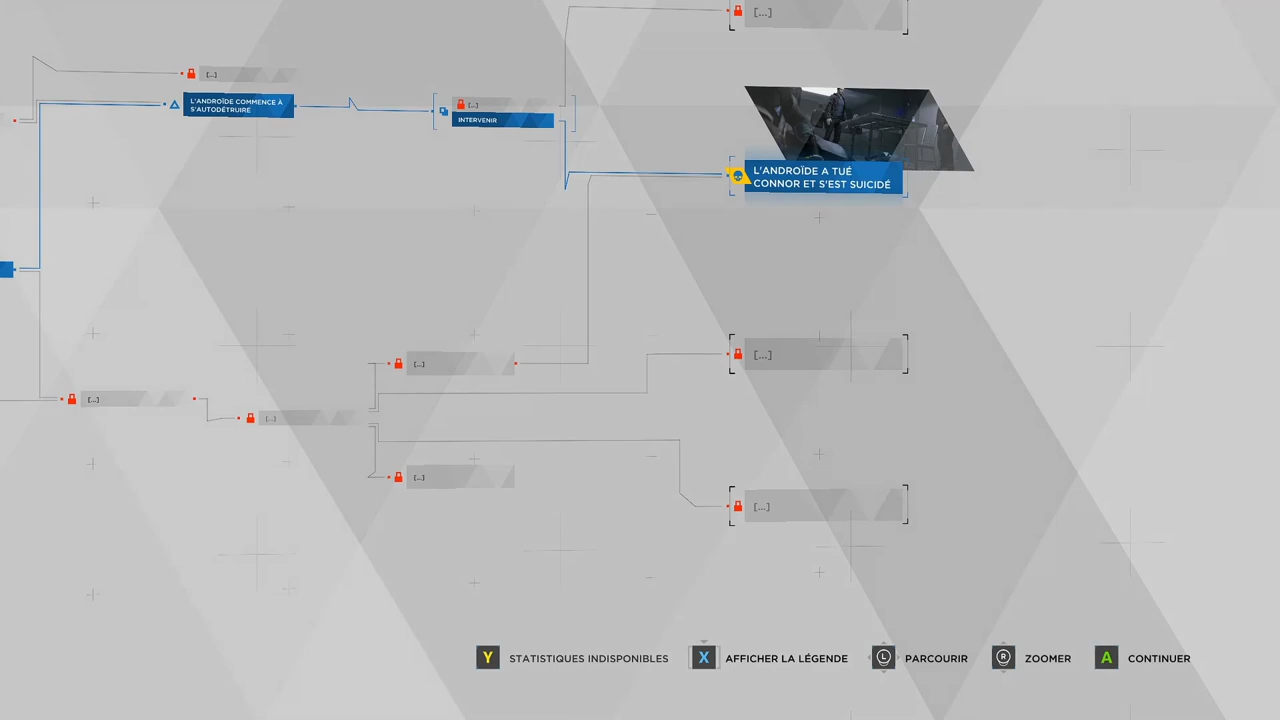 [...]
[...]
L'ANDROÏDE COMMENCE À
S'AUTODÉTRUIRE
[...]
INTERVENIR
L'ANDROÏDE A TUÉ
CONNOR ET S'EST SUICIDÉ
[...]
[...]
[...]
[...]
[...]
[...]
Y STATISTIQUES INDISPONIBLES
X AFFICHER LA LÉGENDE
L PARCOURIR
R ZOOMER
A CONTINUER